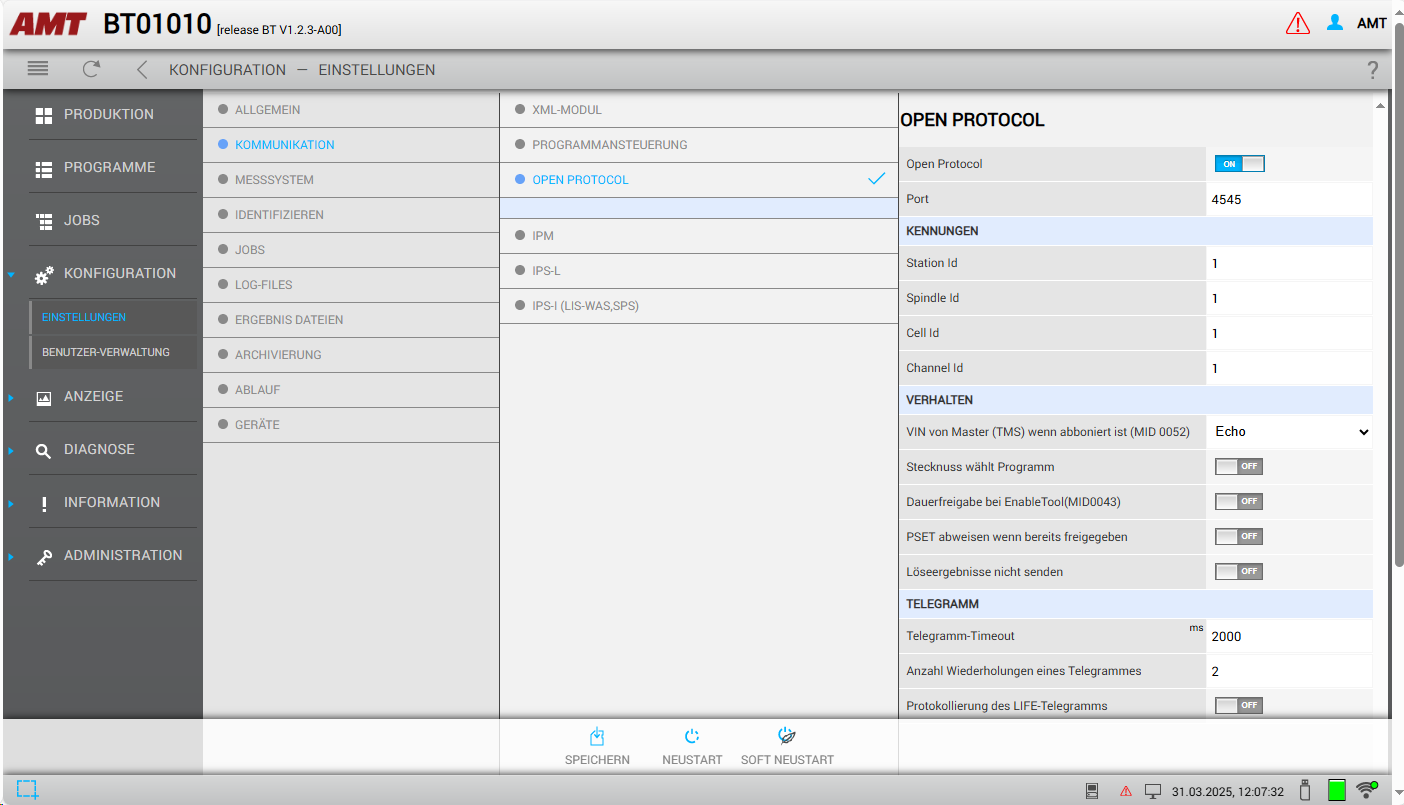 AMT BT01010 [release BT V1.2.3-A00]
AMT
KONFIGURATION — EINSTELLUNGEN
?
PRODUKTION
PROGRAMME
JOBS
KONFIGURATION
EINSTELLUNGEN
BENUTZER-VERWALTUNG
ANZEIGE
DIAGNOSE
INFORMATION
ADMINISTRATION
ALLGEMEIN
KOMMUNIKATION
MESSSYSTEM
IDENTIFIZIEREN
JOBS
LOG-FILES
ERGEBNIS DATEIEN
ARCHIVIERUNG
ABLAUF
GERÄTE
XML-MODUL
PROGRAMMANSTEUERUNG
OPEN PROTOCOL
IPM
IPS-L
IPS-I (LIS-WAS,SPS)
OPEN PROTOCOL
Open Protocol ON
Port 4545
KENNUNGEN
Station Id 1
Spindle Id 1
Cell Id 1
Channel Id 1
VERHALTEN
VIN von Master (TMS) wenn abboniert ist (MID 0052) Echo
Stecknuss wählt Programm OFF
Dauerfreigabe bei EnableTool(MID0043) OFF
PSET abweisen wenn bereits freigegeben OFF
Löseergebnisse nicht senden OFF
TELEGRAMM
Telegramm-Timeout ms 2000
Anzahl Wiederholungen eines Telegrammes 2
Protokollierung des LIFE-Telegramms OFF
SPEICHERN NEUSTART SOFT NEUSTART
31.03.2025, 12:07:32